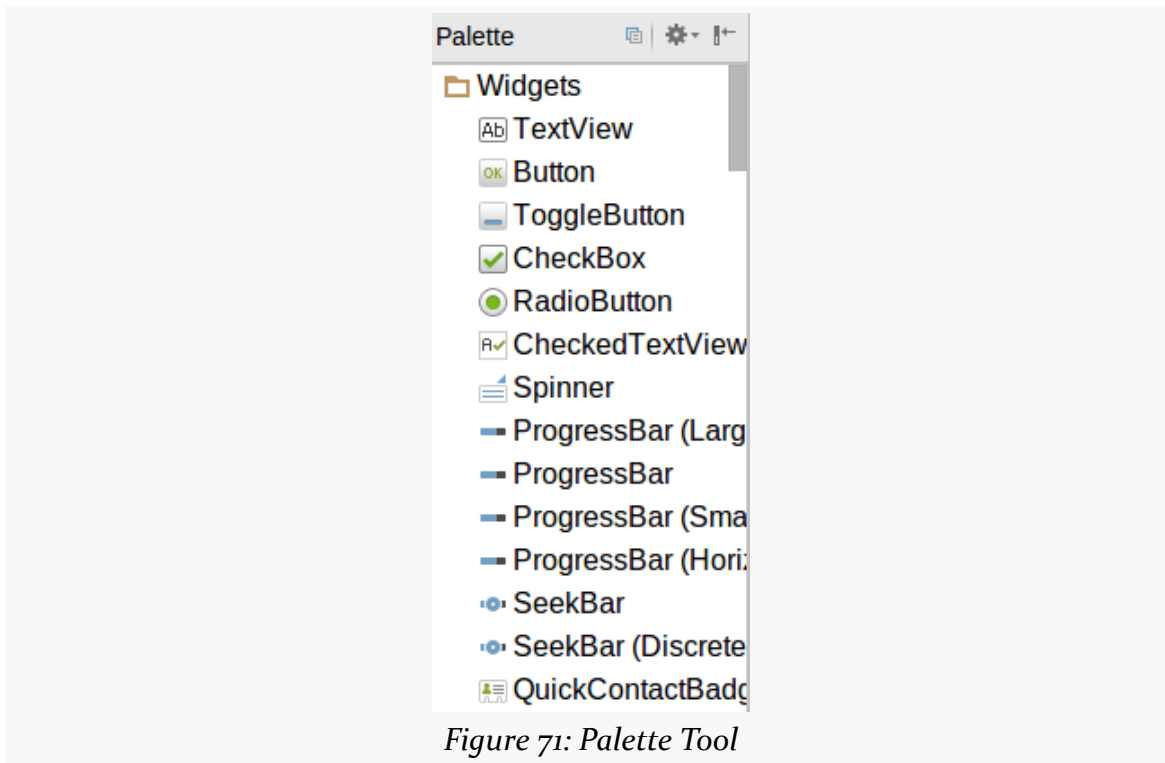 Palette
Widgets
Ab TextView
OK Button
ToggleButton
CheckBox
RadioButton
A CheckedTextView
Spinner
ProgressBar (Larg
ProgressBar
ProgressBar (Sma
ProgressBar (Hori
SeekBar
SeekBar (Discrete
QuickContactBadg
Figure 71: Palette Tool